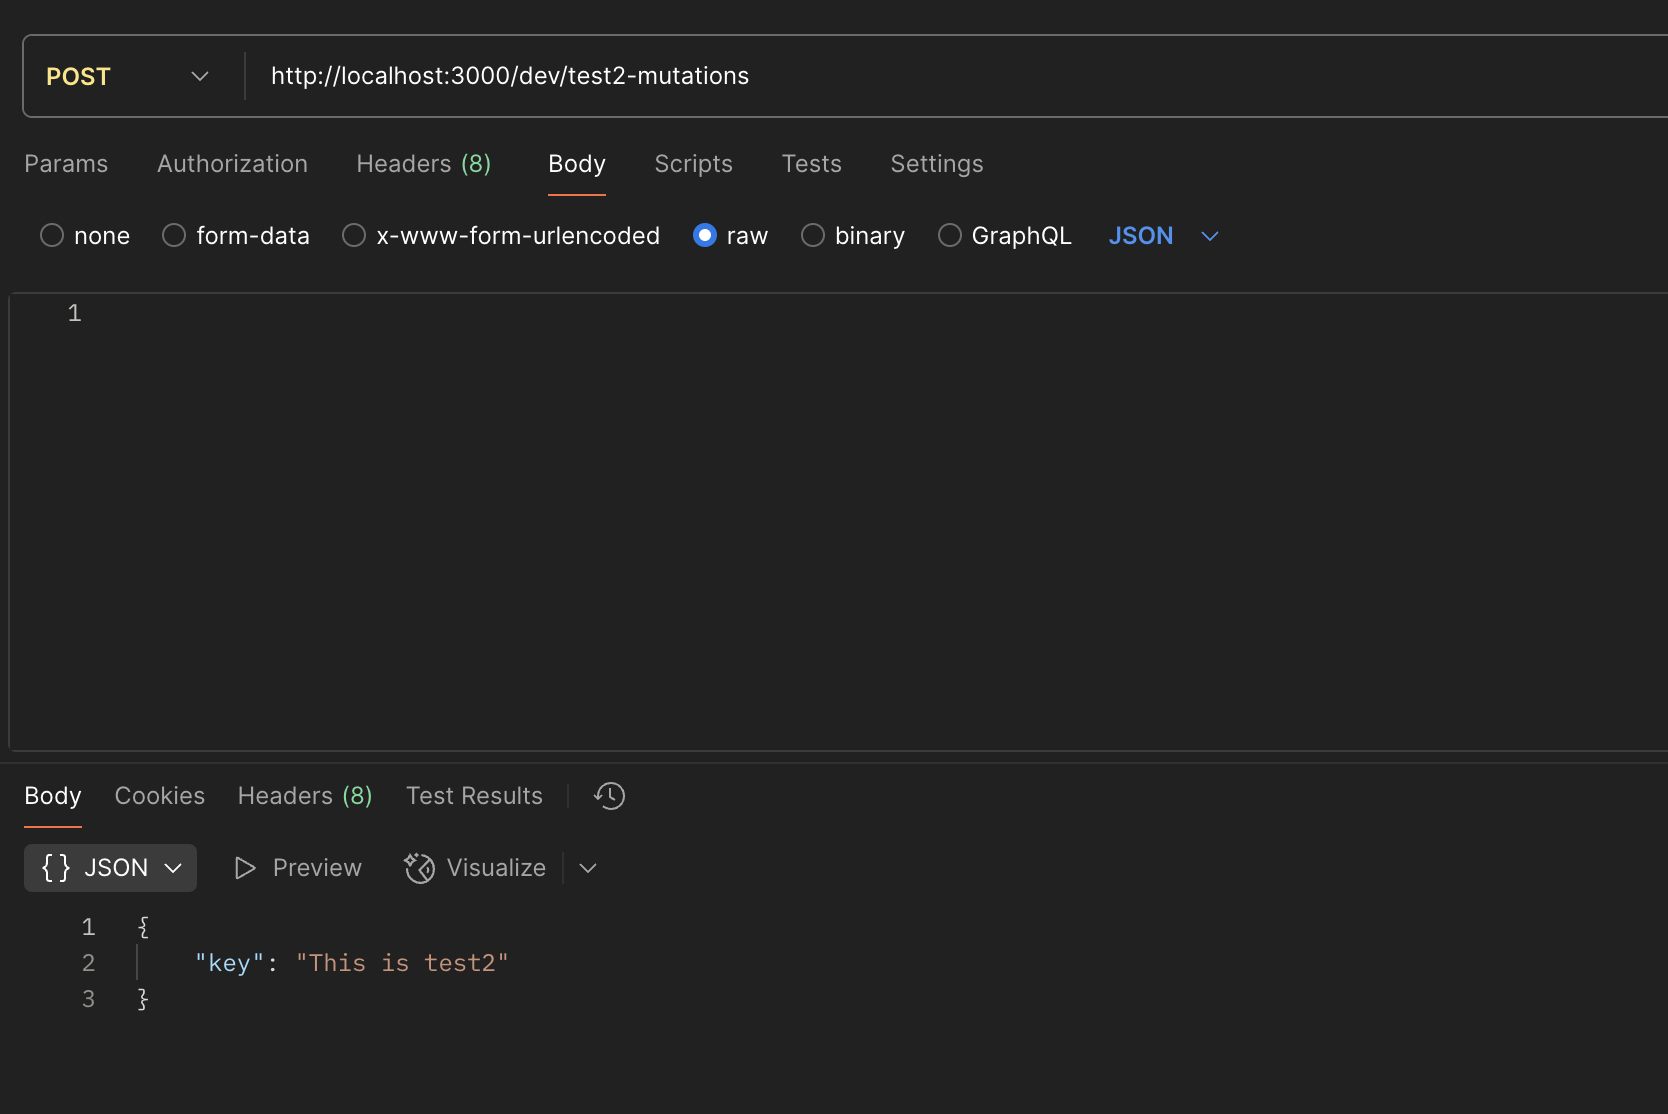 POST http://localhost:3000/dev/test2-mutations
Params Authorization Headers (8) Body Scripts Tests Settings
none form-data x-www-form-urlencoded raw binary GraphQL JSON
1
Body Cookies Headers (8) Test Results
{ } JSON Preview Visualize
1 {
2 "key": "This is test2"
3 }